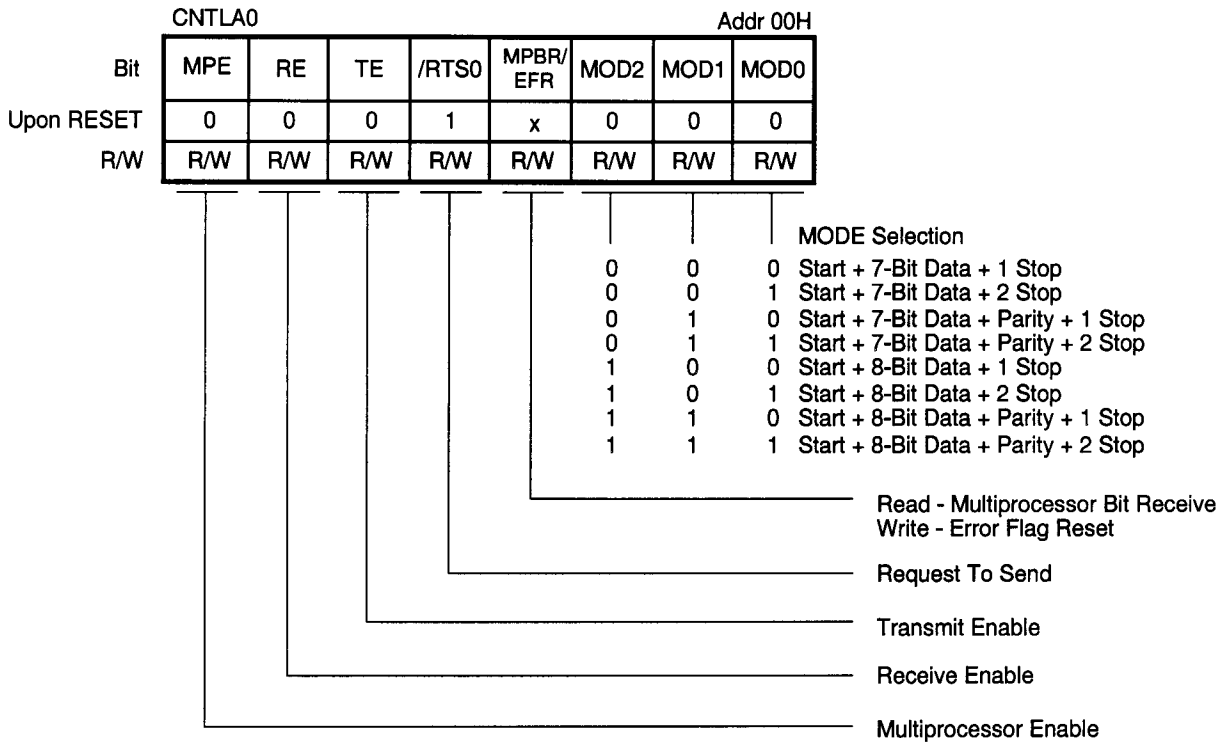 CNTLA0 Addr 00H
Bit MPE RE TE /RTS0 MPBR/ EFR MOD2 MOD1 MOD0
Upon RESET 0 0 0 1 x 0 0 0
R/W R/W R/W R/W R/W R/W R/W R/W R/W
MODE Selection
0 0 0 Start + 7-Bit Data + 1 Stop
0 0 1 Start + 7-Bit Data + 2 Stop
0 1 0 Start + 7-Bit Data + Parity + 1 Stop
0 1 1 Start + 7-Bit Data + Parity + 2 Stop
1 0 0 Start + 8-Bit Data + 1 Stop
1 0 1 Start + 8-Bit Data + 2 Stop
1 1 0 Start + 8-Bit Data + Parity + 1 Stop
1 1 1 Start + 8-Bit Data + Parity + 2 Stop
Read - Multiprocessor Bit Receive
Write - Error Flag Reset
Request To Send
Transmit Enable
Receive Enable
Multiprocessor Enable